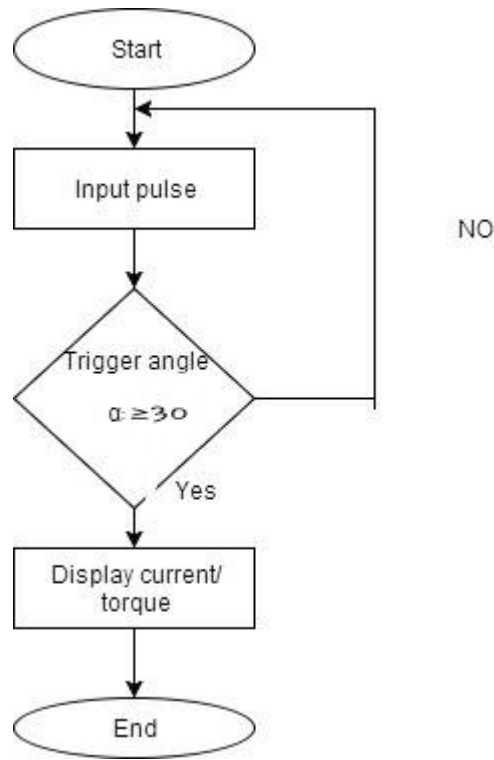 Start
Input pulse
NO
Trigger angle
α ≥30
Yes
Display current/
torque
End